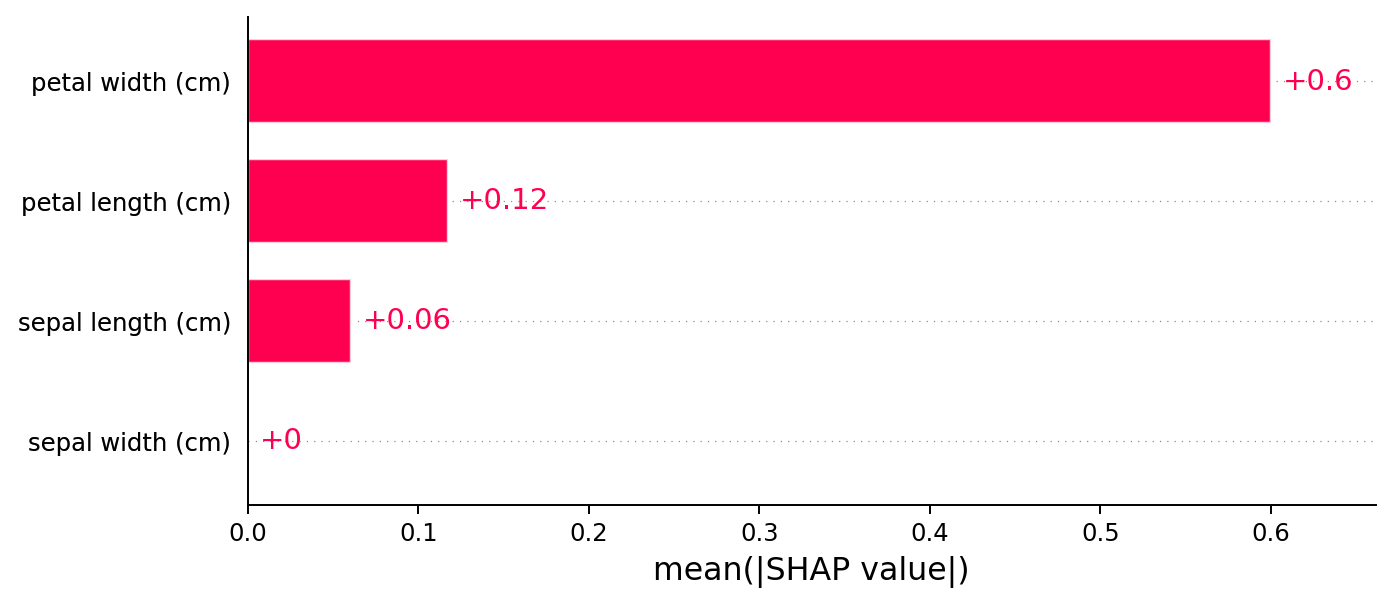 petal width (cm)
+0.6
petal length (cm)
+0.12
sepal length (cm)
+0.06
sepal width (cm)
+0
0.0 0.1 0.2 0.3 0.4 0.5 0.6
mean(|SHAP value|)